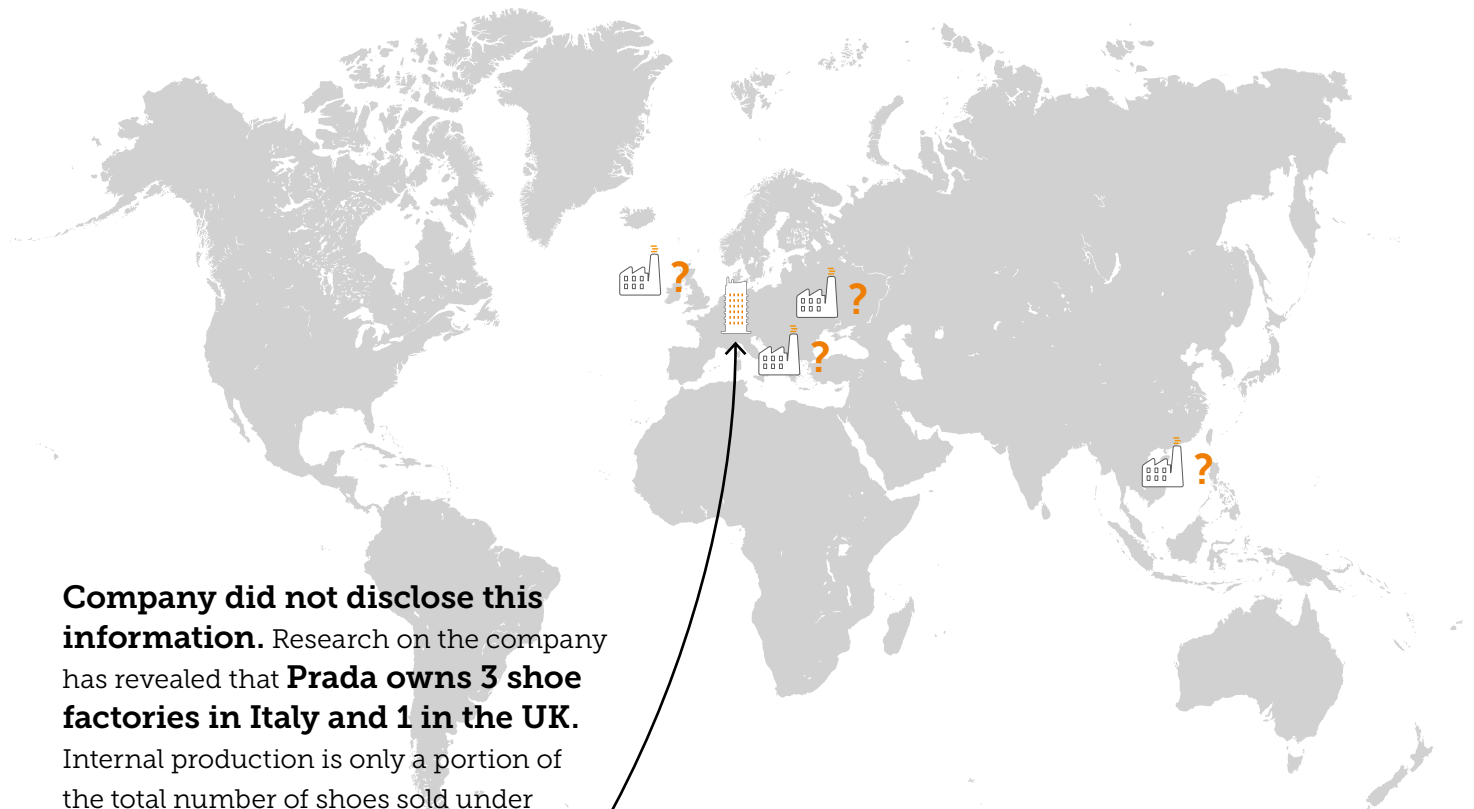 ?
?
?
?
Company did not disclose this
information. Research on the company
has revealed that Prada owns 3 shoe
factories in Italy and 1 in the UK.
Internal production is only a portion of
the total number of shoes sold under